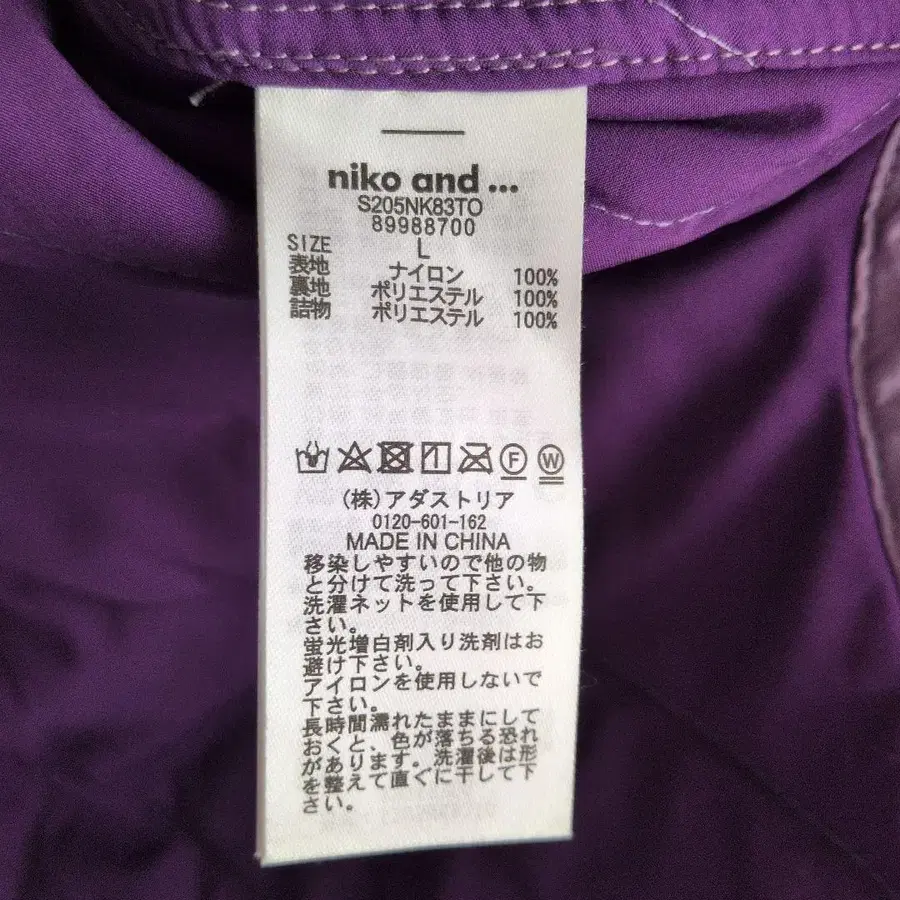 niko and ...
S205NK83TO
89988700
SIZE L
表地 ナイロン 100%
裏地 ポリエステル 100%
詰物 ポリエステル 100%
F W
(株)アダストリア
0120-601-162
MADE IN CHINA
移染しやすいので他の物
と分けて洗って下さい。
洗濯ネットを使用して下
さい。
蛍光増白剤入り洗剤はお
避け下さい。
アイロンを使用しないで
下さい。
長時間濡れたままにして
おくと、色が落ちる恐れ
があります。洗濯後は形
を整えて直ぐに干して下
さい。